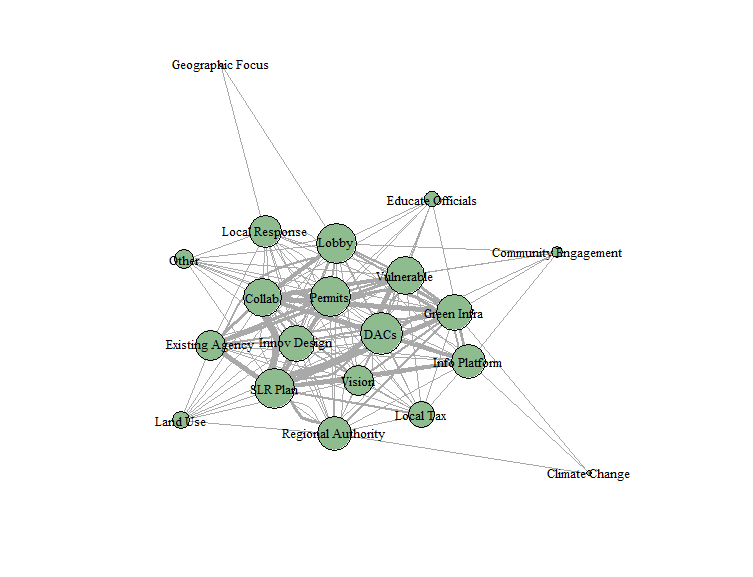 Geographic Focus
Educate Officials
Local Response
Lobby
Community Engagement
Other
Vulnerable
Collab
Permits
Green Infra
Existing Agency
Innov Design
DACs
Info Platform
SLR Plan
Vision
Land Use
Local Tax
Regional Authority
Climate Change